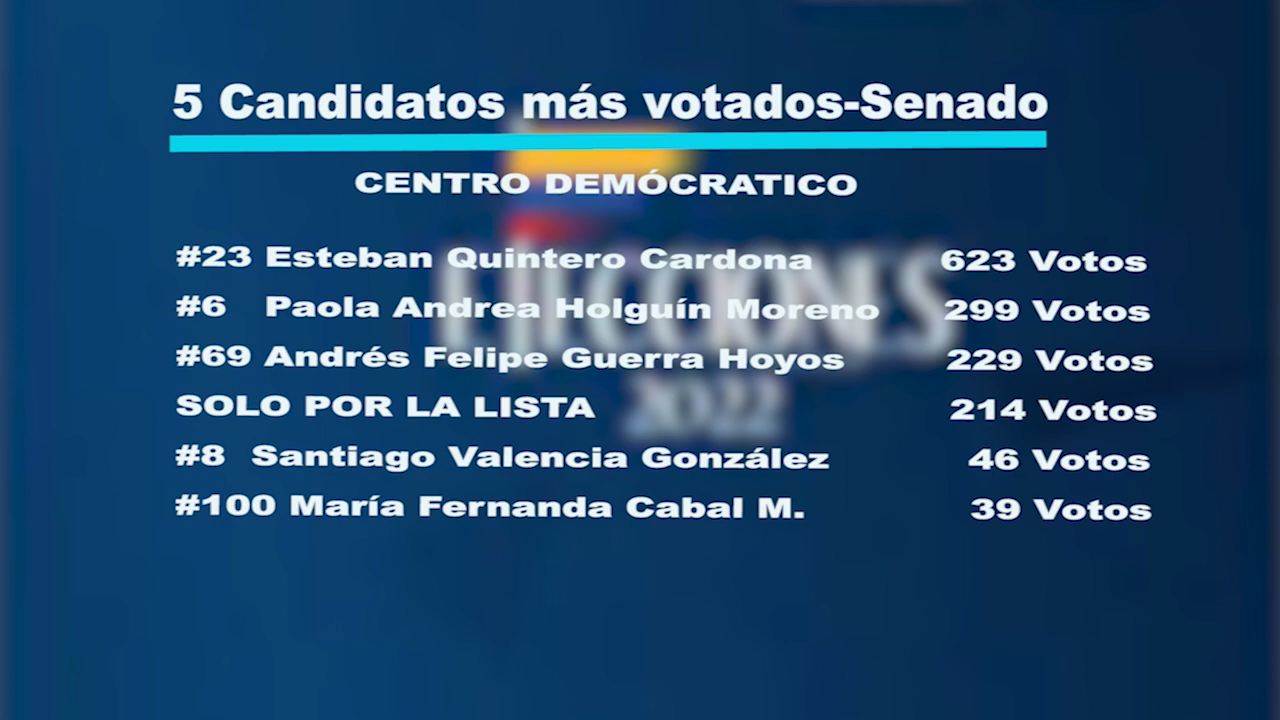 5 Candidatos más votados-Senado
CENTRO DEMÓCRATICO
#23 Esteban Quintero Cardona 623 Votos
#6 Paola Andrea Holguín Moreno 299 Votos
#69 Andrés Felipe Guerra Hoyos 229 Votos
SOLO POR LA LISTA 214 Votos
#8 Santiago Valencia González 46 Votos
#100 María Fernanda Cabal M. 39 Votos
ELECCIONES
2022